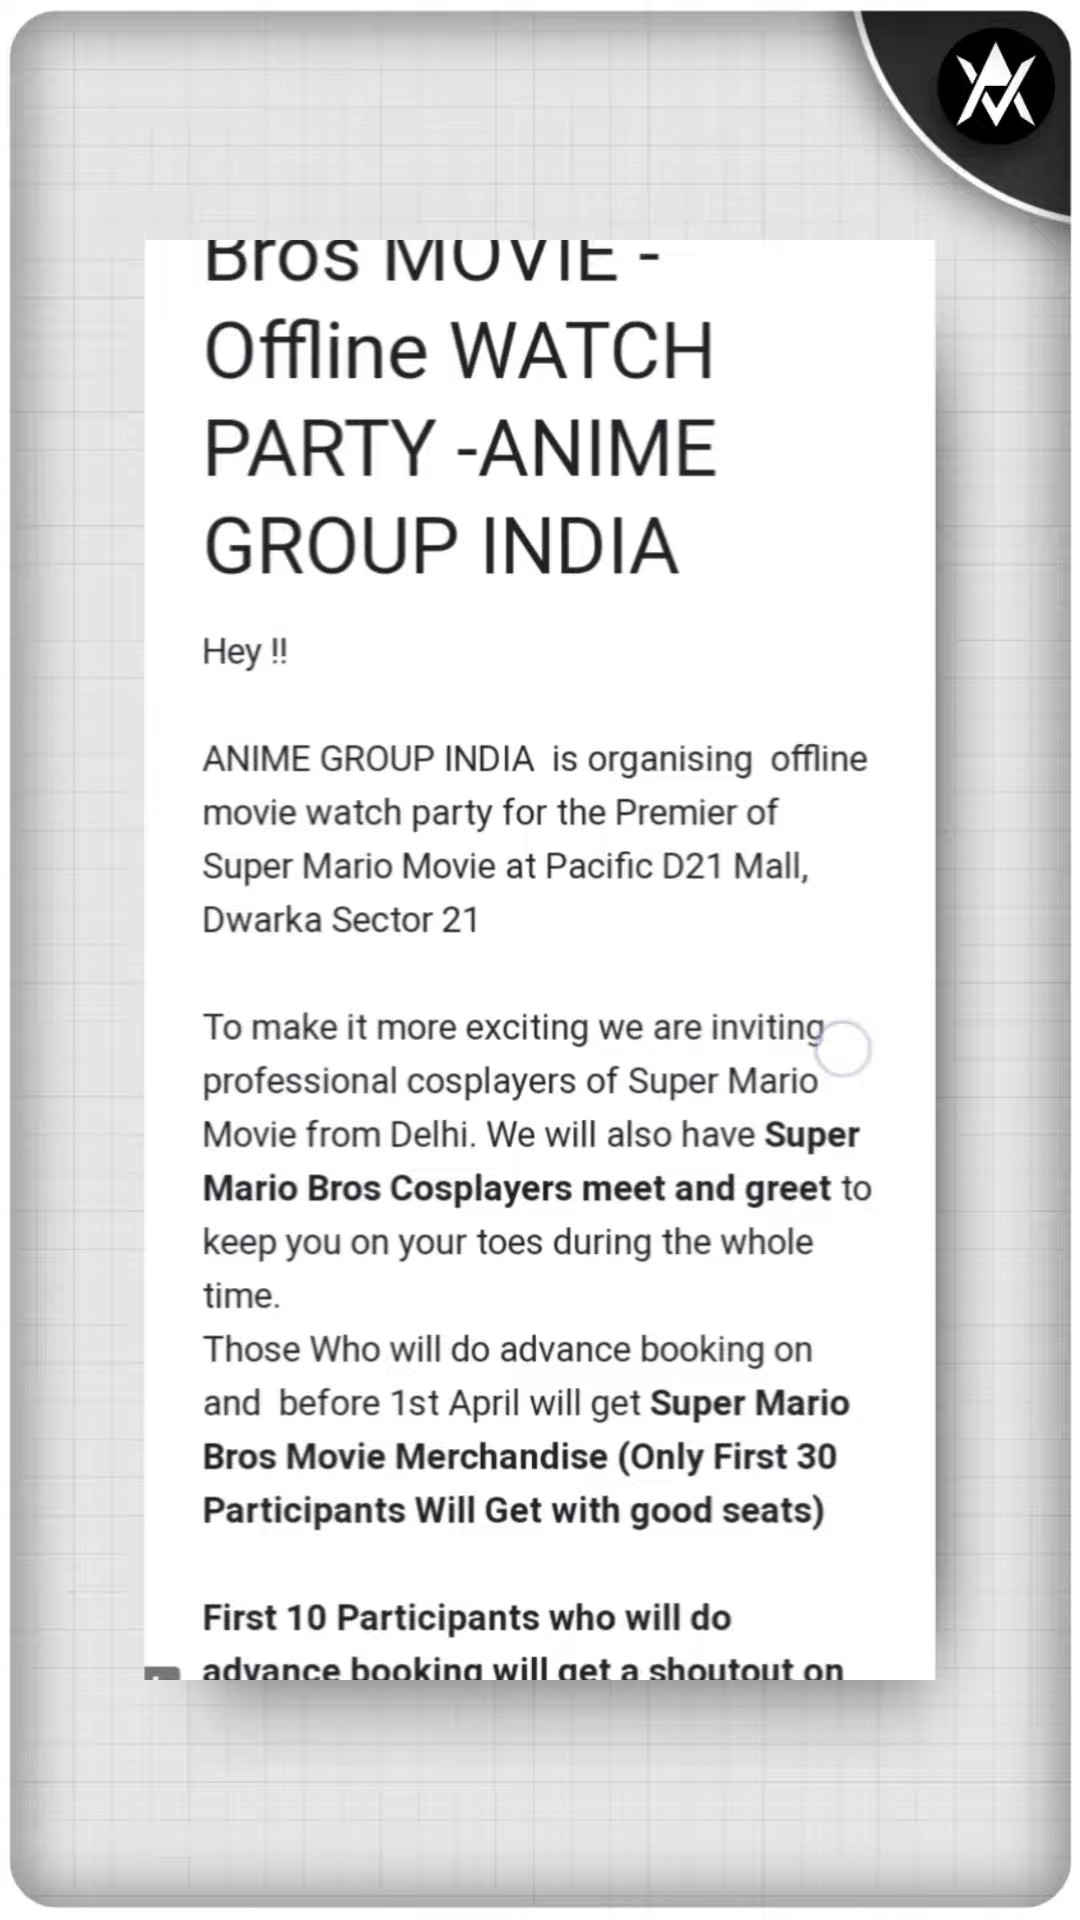 Bros MOVIE -
Offline WATCH
PARTY -ANIME
GROUP INDIA
Hey !!
ANIME GROUP INDIA  is organising  offline
movie watch party for the Premier of
Super Mario Movie at Pacific D21 Mall,
Dwarka Sector 21
To make it more exciting we are inviting
professional cosplayers of Super Mario
Movie from Delhi. We will also have Super
Mario Bros Cosplayers meet and greet to
keep you on your toes during the whole
time.
Those Who will do advance booking on
and  before 1st April will get Super Mario
Bros Movie Merchandise (Only First 30
Participants Will Get with good seats)
First 10 Participants who will do
advance booking will get a shoutout on